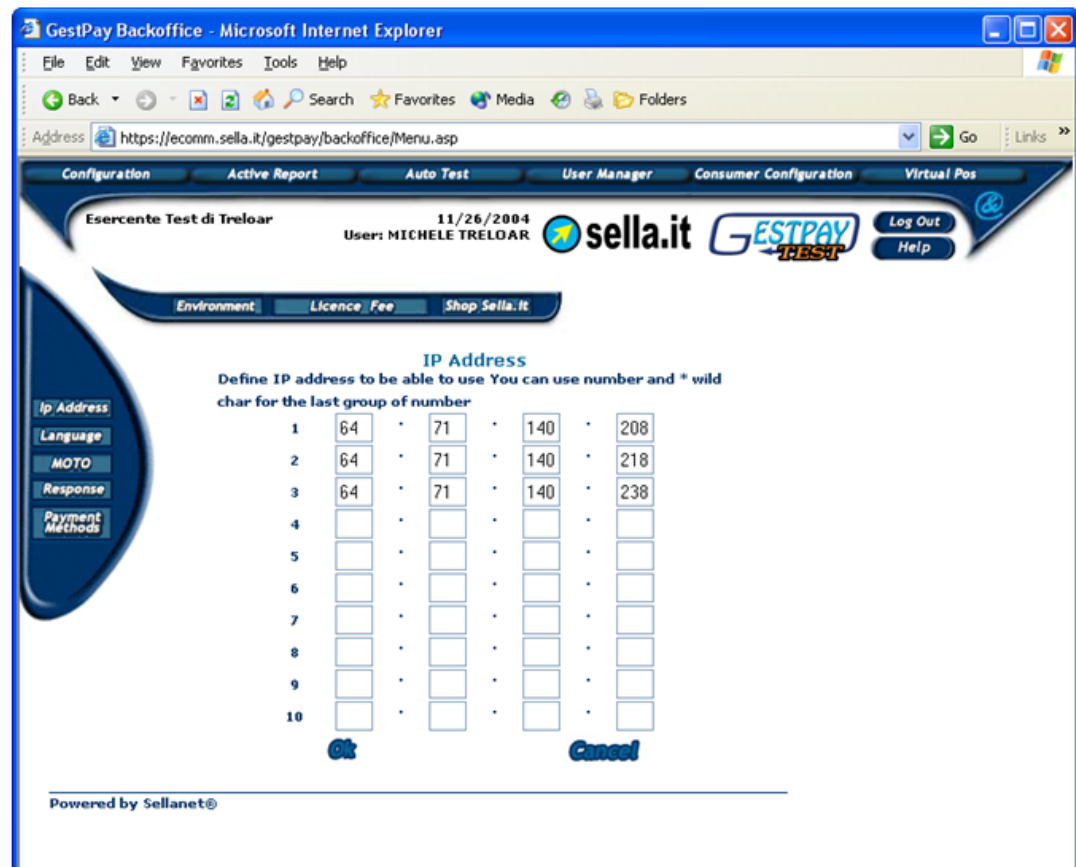 GestPay Backoffice - Microsoft Internet Explorer
File Edit View Favorites Tools Help
Back Search Favorites Media Folders
Address https://ecomm.sella.it/gestpay/backoffice/Menu.asp Go Links »
Configuration Active Report Auto Test User Manager Consumer Configuration Virtual Pos
Esercente Test di Treloar 11/26/2004
User: MICHELE TRELOAR
sella.it
GESTPAY
TEST
Log Out
Help
Environment Licence Fee Shop Sella.it
IP Address
Define IP address to be able to use You can use number and * wild
char for the last group of number
Ip Address
Language
MOTO
Response
Payment
Methods
1 64 . 71 . 140 . 208
2 64 . 71 . 140 . 218
3 64 . 71 . 140 . 238
4 . . .
5 . . .
6 . . .
7 . . .
8 . . .
9 . . .
10 . . .
Ok Cancel
Powered by Sellanet®